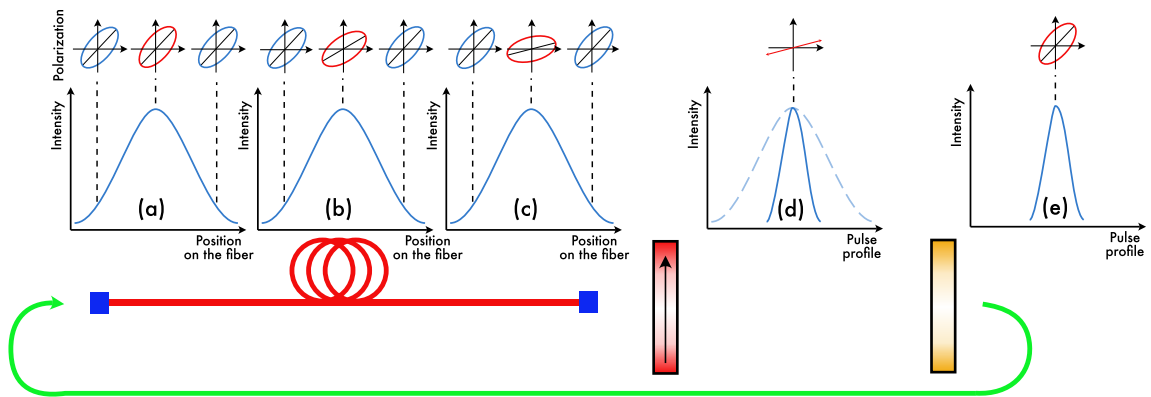 Polarization
Intensity
(a)
Position
on the fiber
Intensity
(b)
Position
on the fiber
Intensity
(c)
Position
on the fiber
Intensity
(d)
Pulse
profile
Intensity
(e)
Pulse
profile